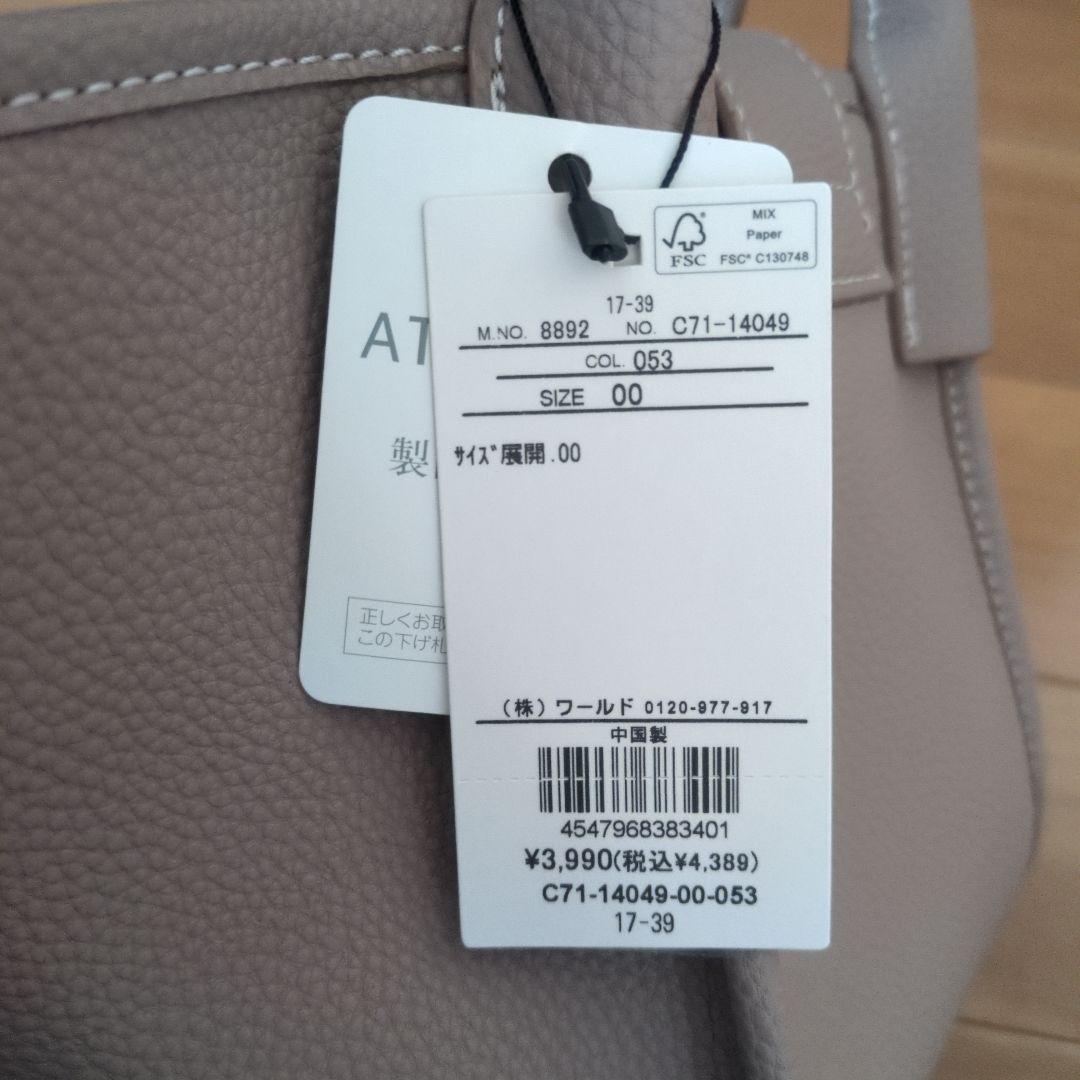 MIX
Paper
FSC® C130748
FSC
17-39
M.NO. 8892 NO. C71-14049
COL. 053
SIZE 00
サイズ展開.00
(株)ワールド 0120-977-917
中国製
4547968383401
¥3,990(税込¥4,389)
C71-14049-00-053
17-39
AT
製
正しくお取
この下げ札